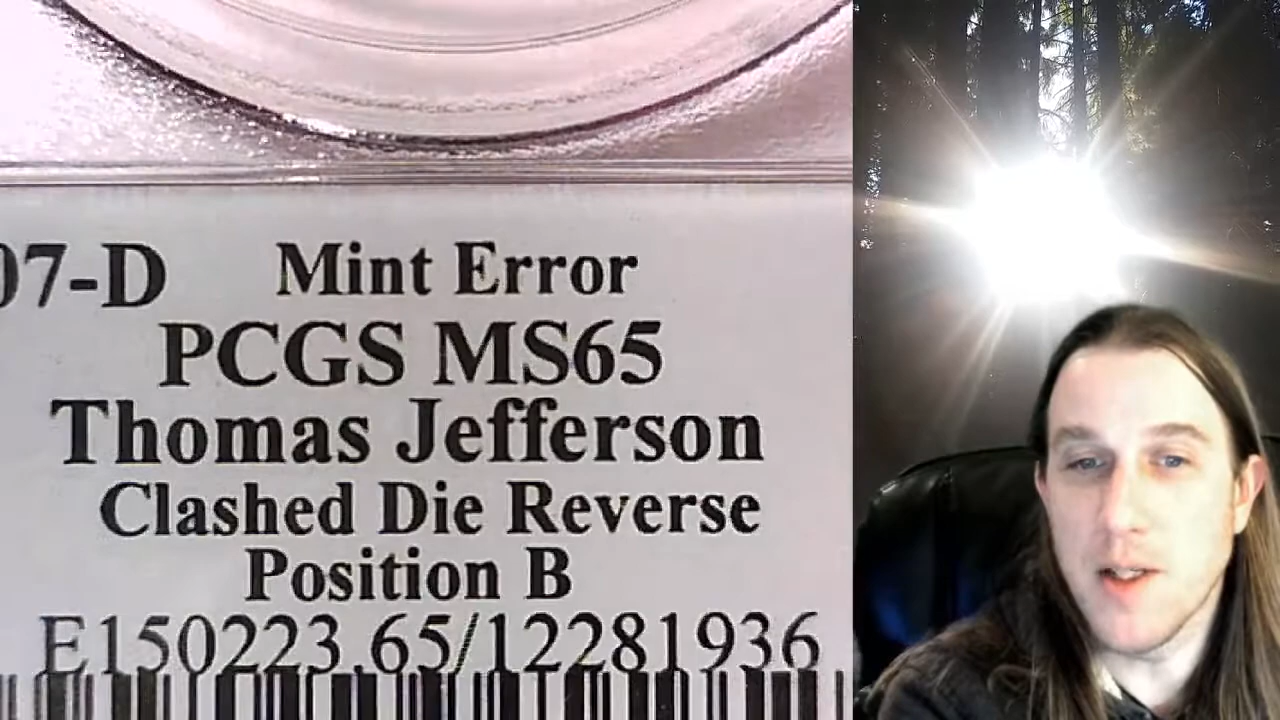 07-D Mint Error
PCGS MS65
Thomas Jefferson
Clashed Die Reverse
Position B
E150223.65/12281936